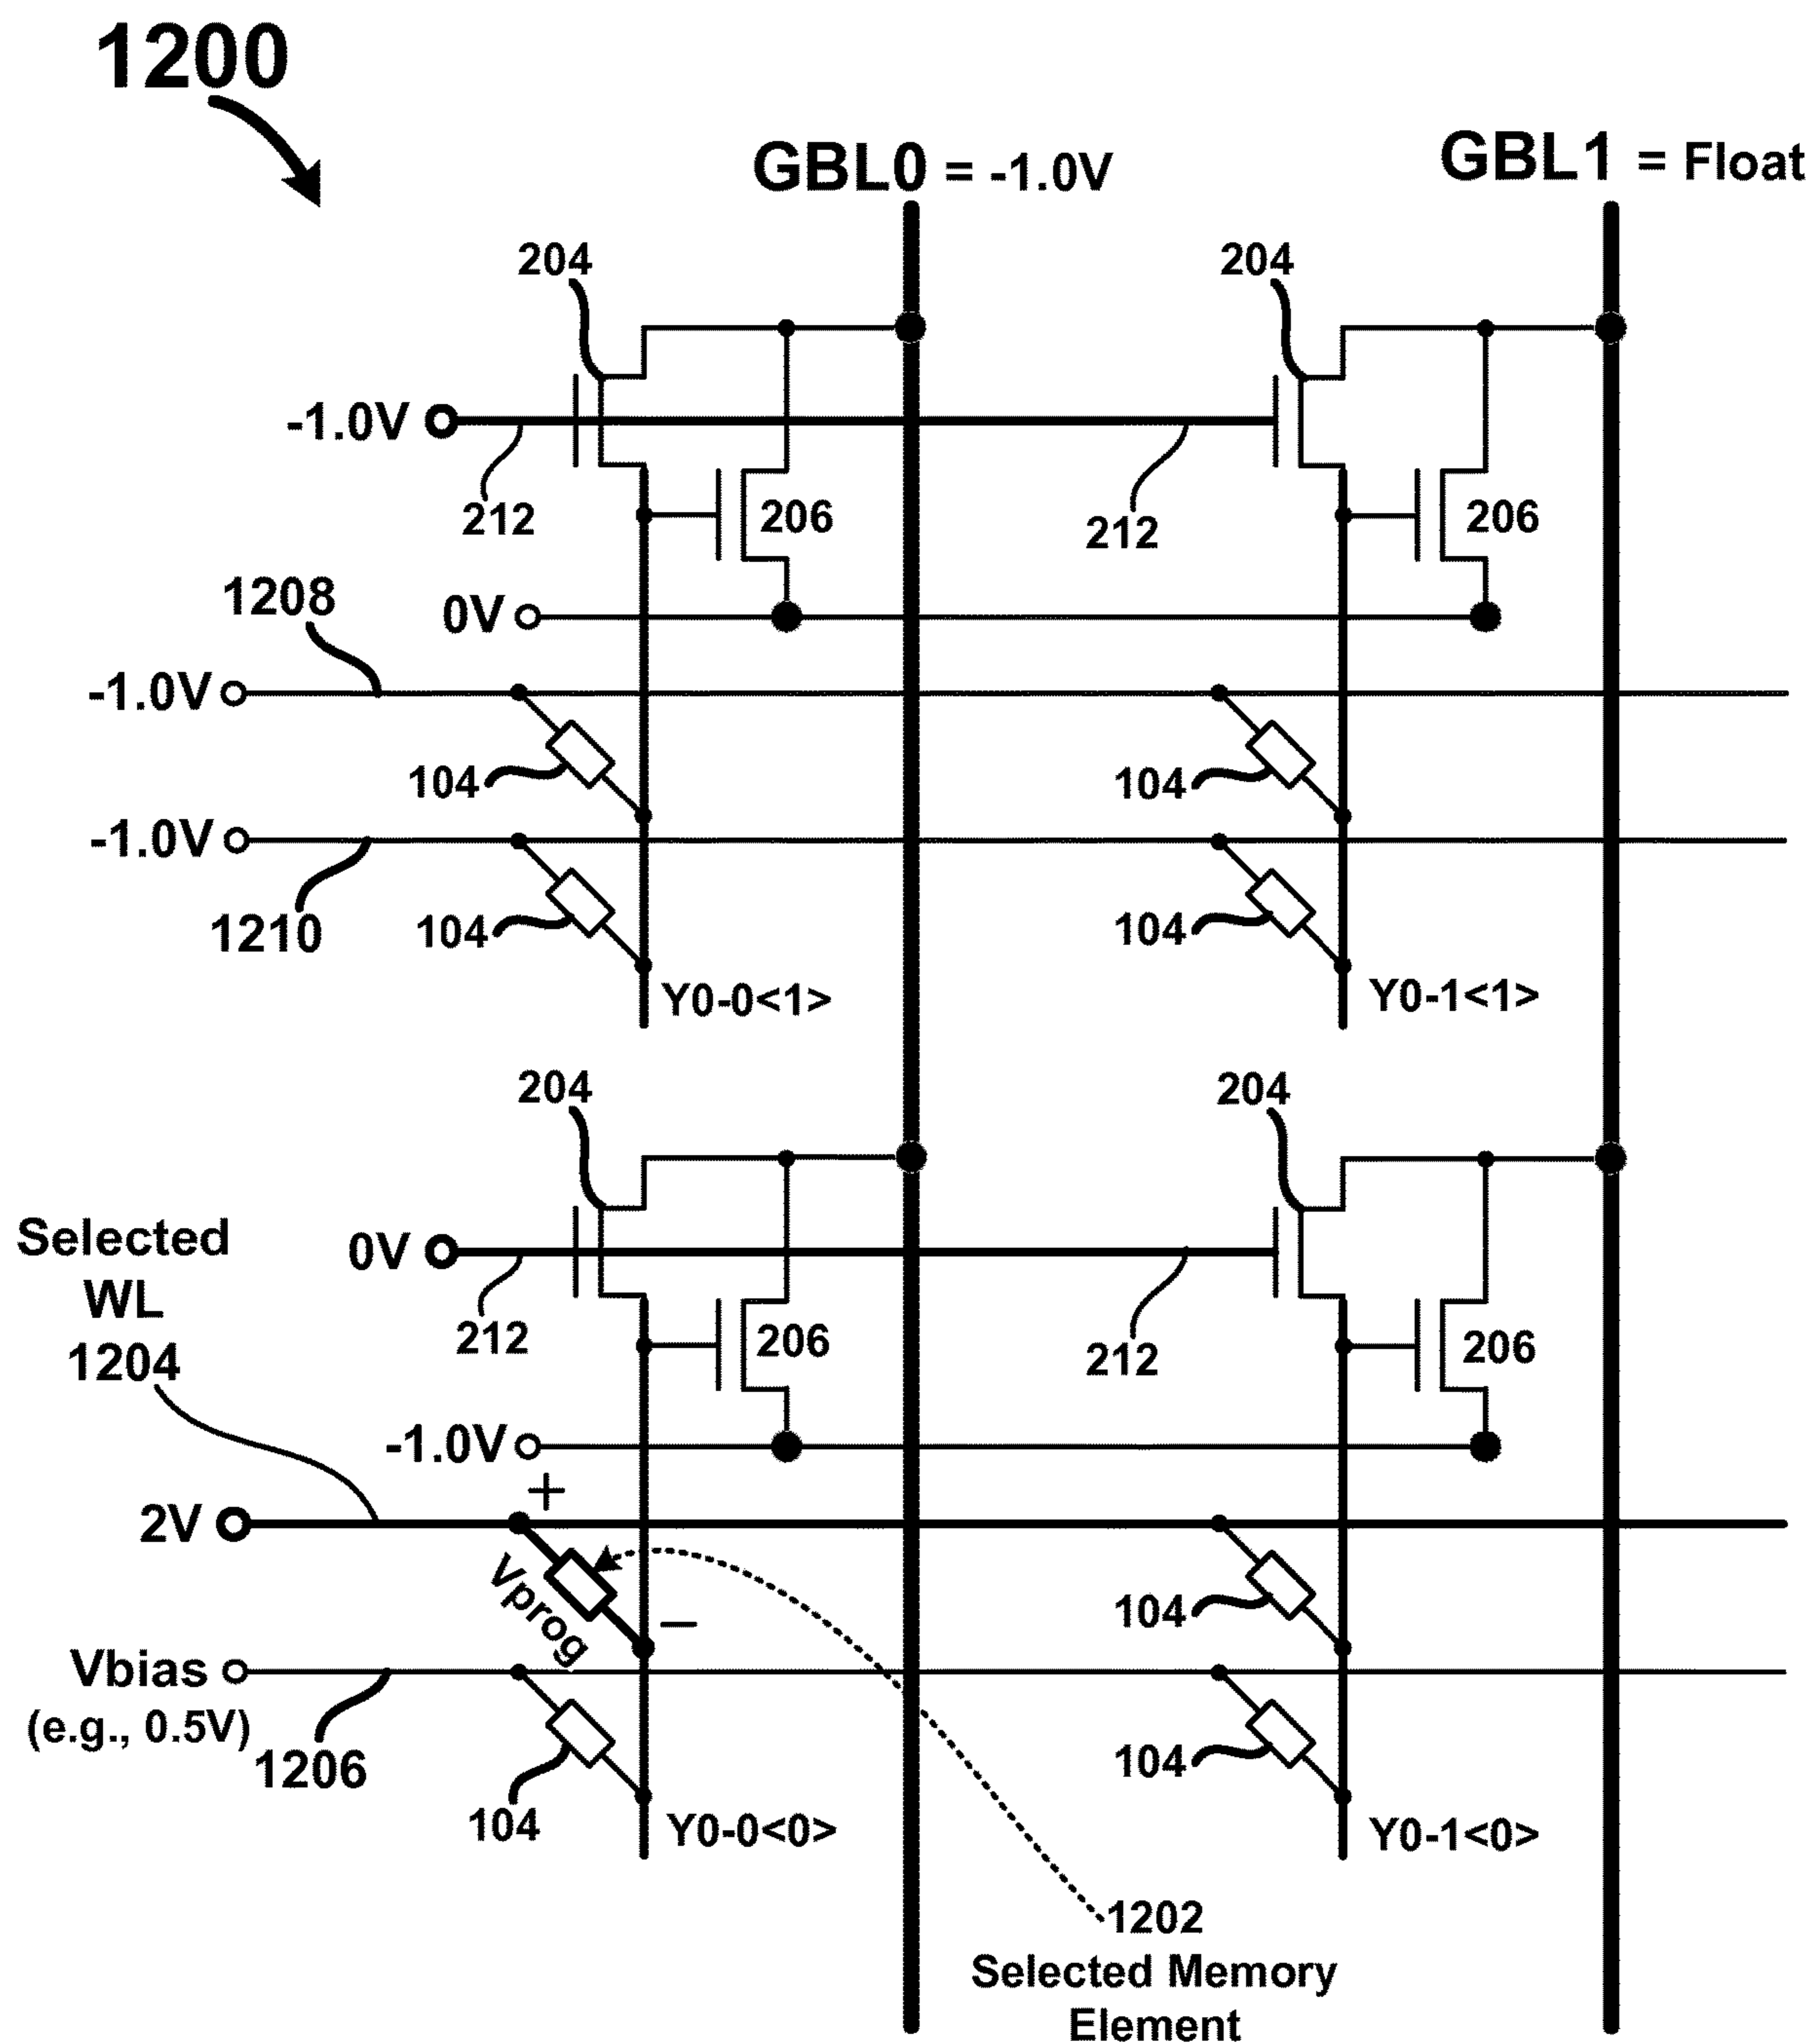 1200
GBL0 = -1.0V
GBL1 = Float
204
204
-1.0V
212
206
212
206
1208
0V
-1.0V
104
104
-1.0V
1210
104
104
Y0-0<1>
Y0-1<1>
204
204
Selected
WL
1204
0V
212
206
212
206
-1.0V
+
2V
Vprog
−
104
Vbias
(e.g., 0.5V)
1206
104
104
Y0-0<0>
Y0-1<0>
1202
Selected Memory
Element